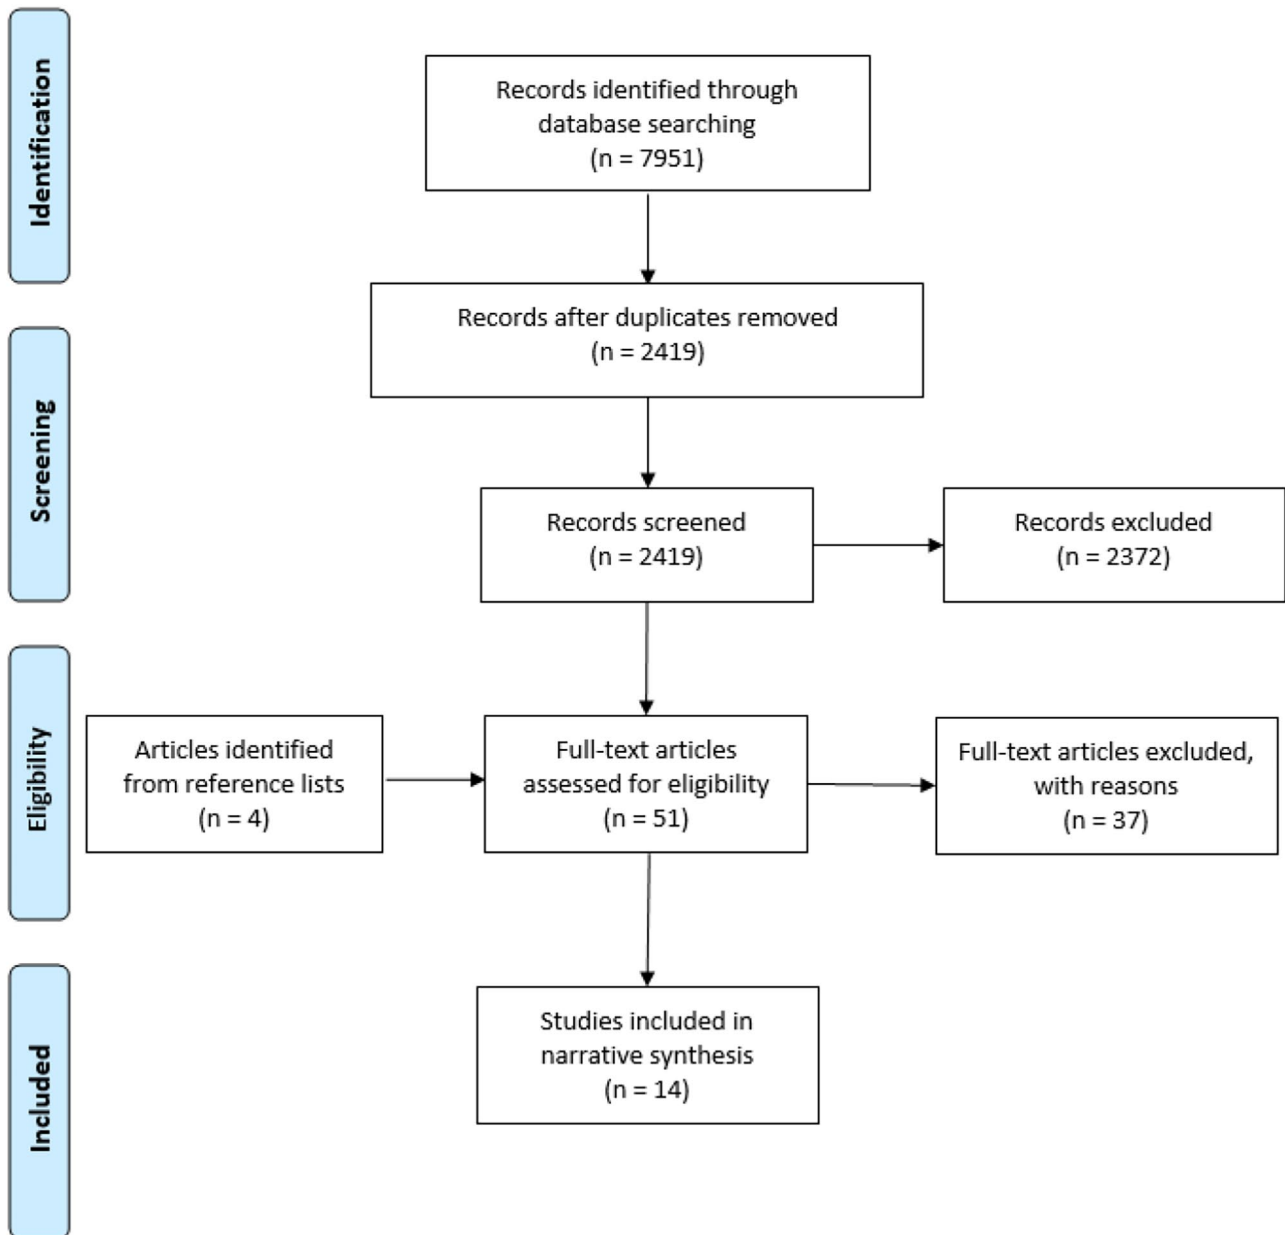 Identification
Records identified through
database searching
(n = 7951)
Records after duplicates removed
(n = 2419)
Screening
Records screened
(n = 2419)
Records excluded
(n = 2372)
Eligibility
Articles identified
from reference lists
(n = 4)
Full-text articles
assessed for eligibility
(n = 51)
Full-text articles excluded,
with reasons
(n = 37)
Included
Studies included in
narrative synthesis
(n = 14)